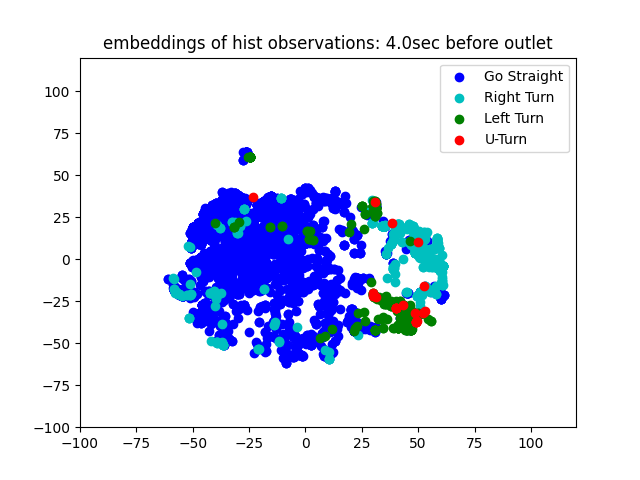 embeddings of hist observations: 4.0sec before outlet
Go Straight
Right Turn
Left Turn
U-Turn
100
75
50
25
0
−25
−50
−75
−100
−100 −75 −50 −25 0 25 50 75 100